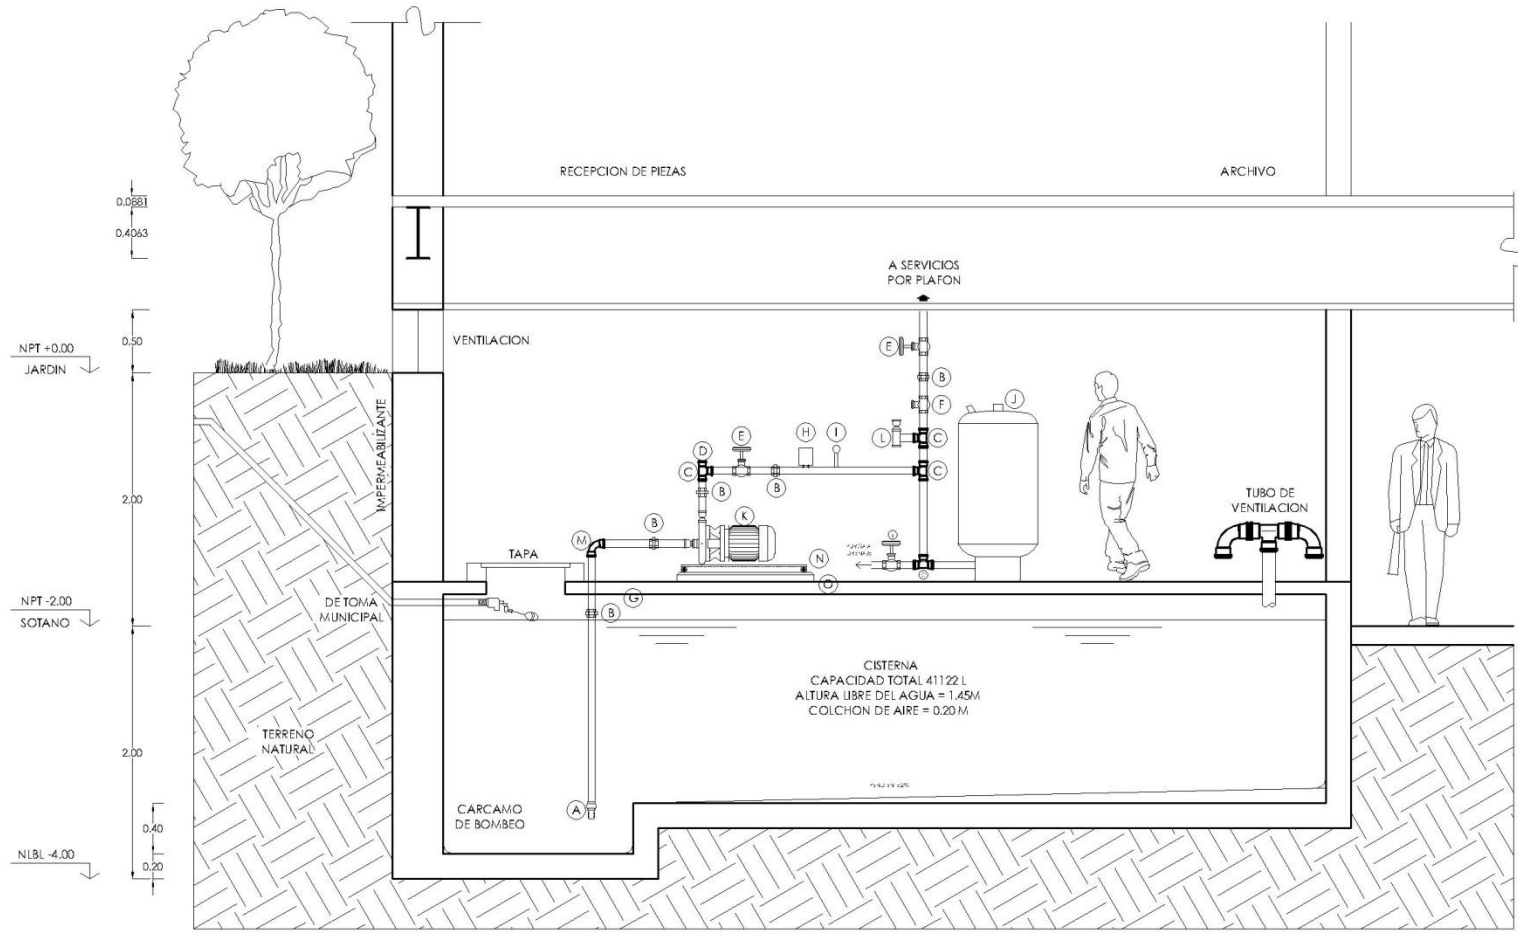 RECEPCION DE PIEZAS
ARCHIVO
0.0881
0.4063
A SERVICIOS
POR PLAFON
0.50
VENTILACION
NPT +0.00
JARDIN
E
B
F
J
IMPERMEABILIZANTE
L
C
E
H
I
D
C
C
B
B
2.00
TUBO DE
VENTILACION
K
B
M
TAPA
N
O
G
B
DE TOMA
MUNICIPAL
NPT -2.00
SOTANO
CISTERNA
CAPACIDAD TOTAL 41122 L
ALTURA LIBRE DEL AGUA = 1.45M
COLCHON DE AIRE = 0.20 M
TERRENO
NATURAL
2.00
A
CARCAMO
DE BOMBEO
0.40
NLBL -4.00
0.20